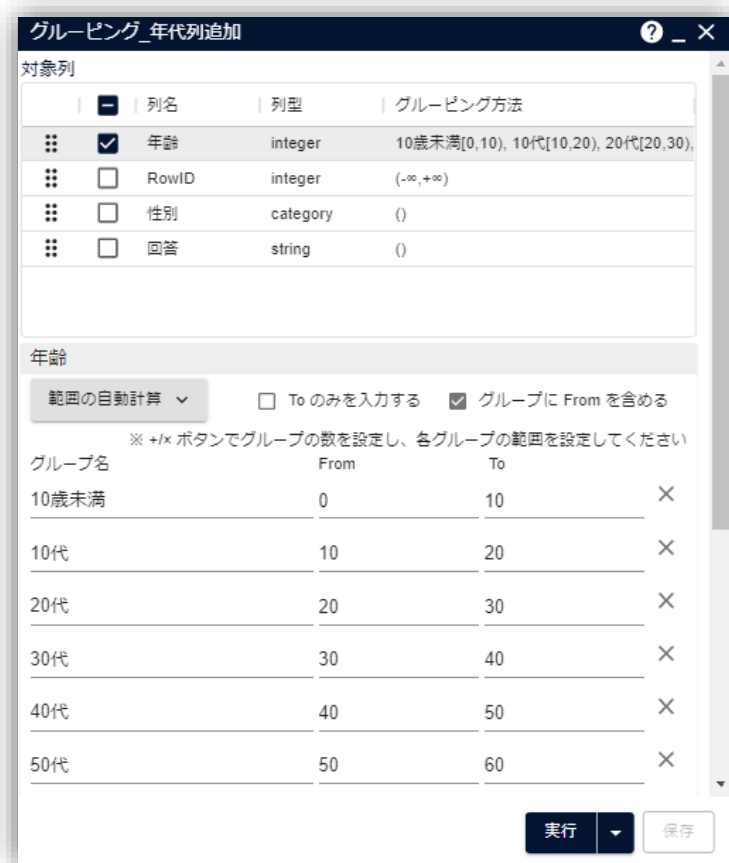 グルーピング_年代列追加
対象列
列名 列型 グルーピング方法
年齢 integer 10歳未満[0,10), 10代[10,20), 20代[20,30),
RowID integer (-∞,+∞)
性別 category ()
回答 string ()
年齢
範囲の自動計算 To のみを入力する グループに From を含める
※ +/× ボタンでグループの数を設定し、各グループの範囲を設定してください
グループ名 From To
10歳未満 0 10
10代 10 20
20代 20 30
30代 30 40
40代 40 50
50代 50 60
実行 保存